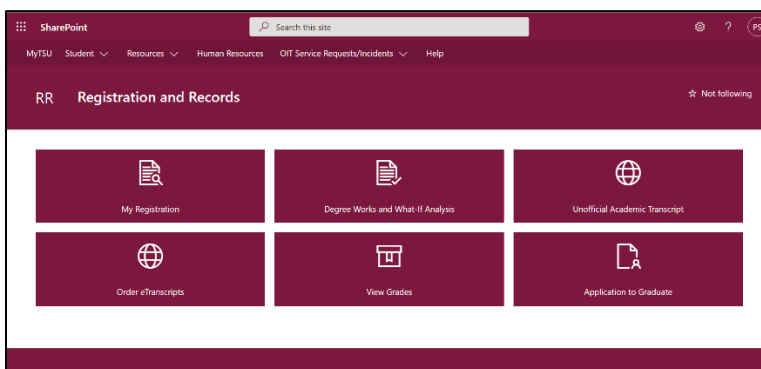 SharePoint
Search this site
?
PS
MyTSU Student Resources Human Resources OIT Service Requests/Incidents Help
RR Registration and Records
Not following
My Registration
Degree Works and What-If Analysis
Unofficial Academic Transcript
Order eTranscripts
View Grades
Application to Graduate